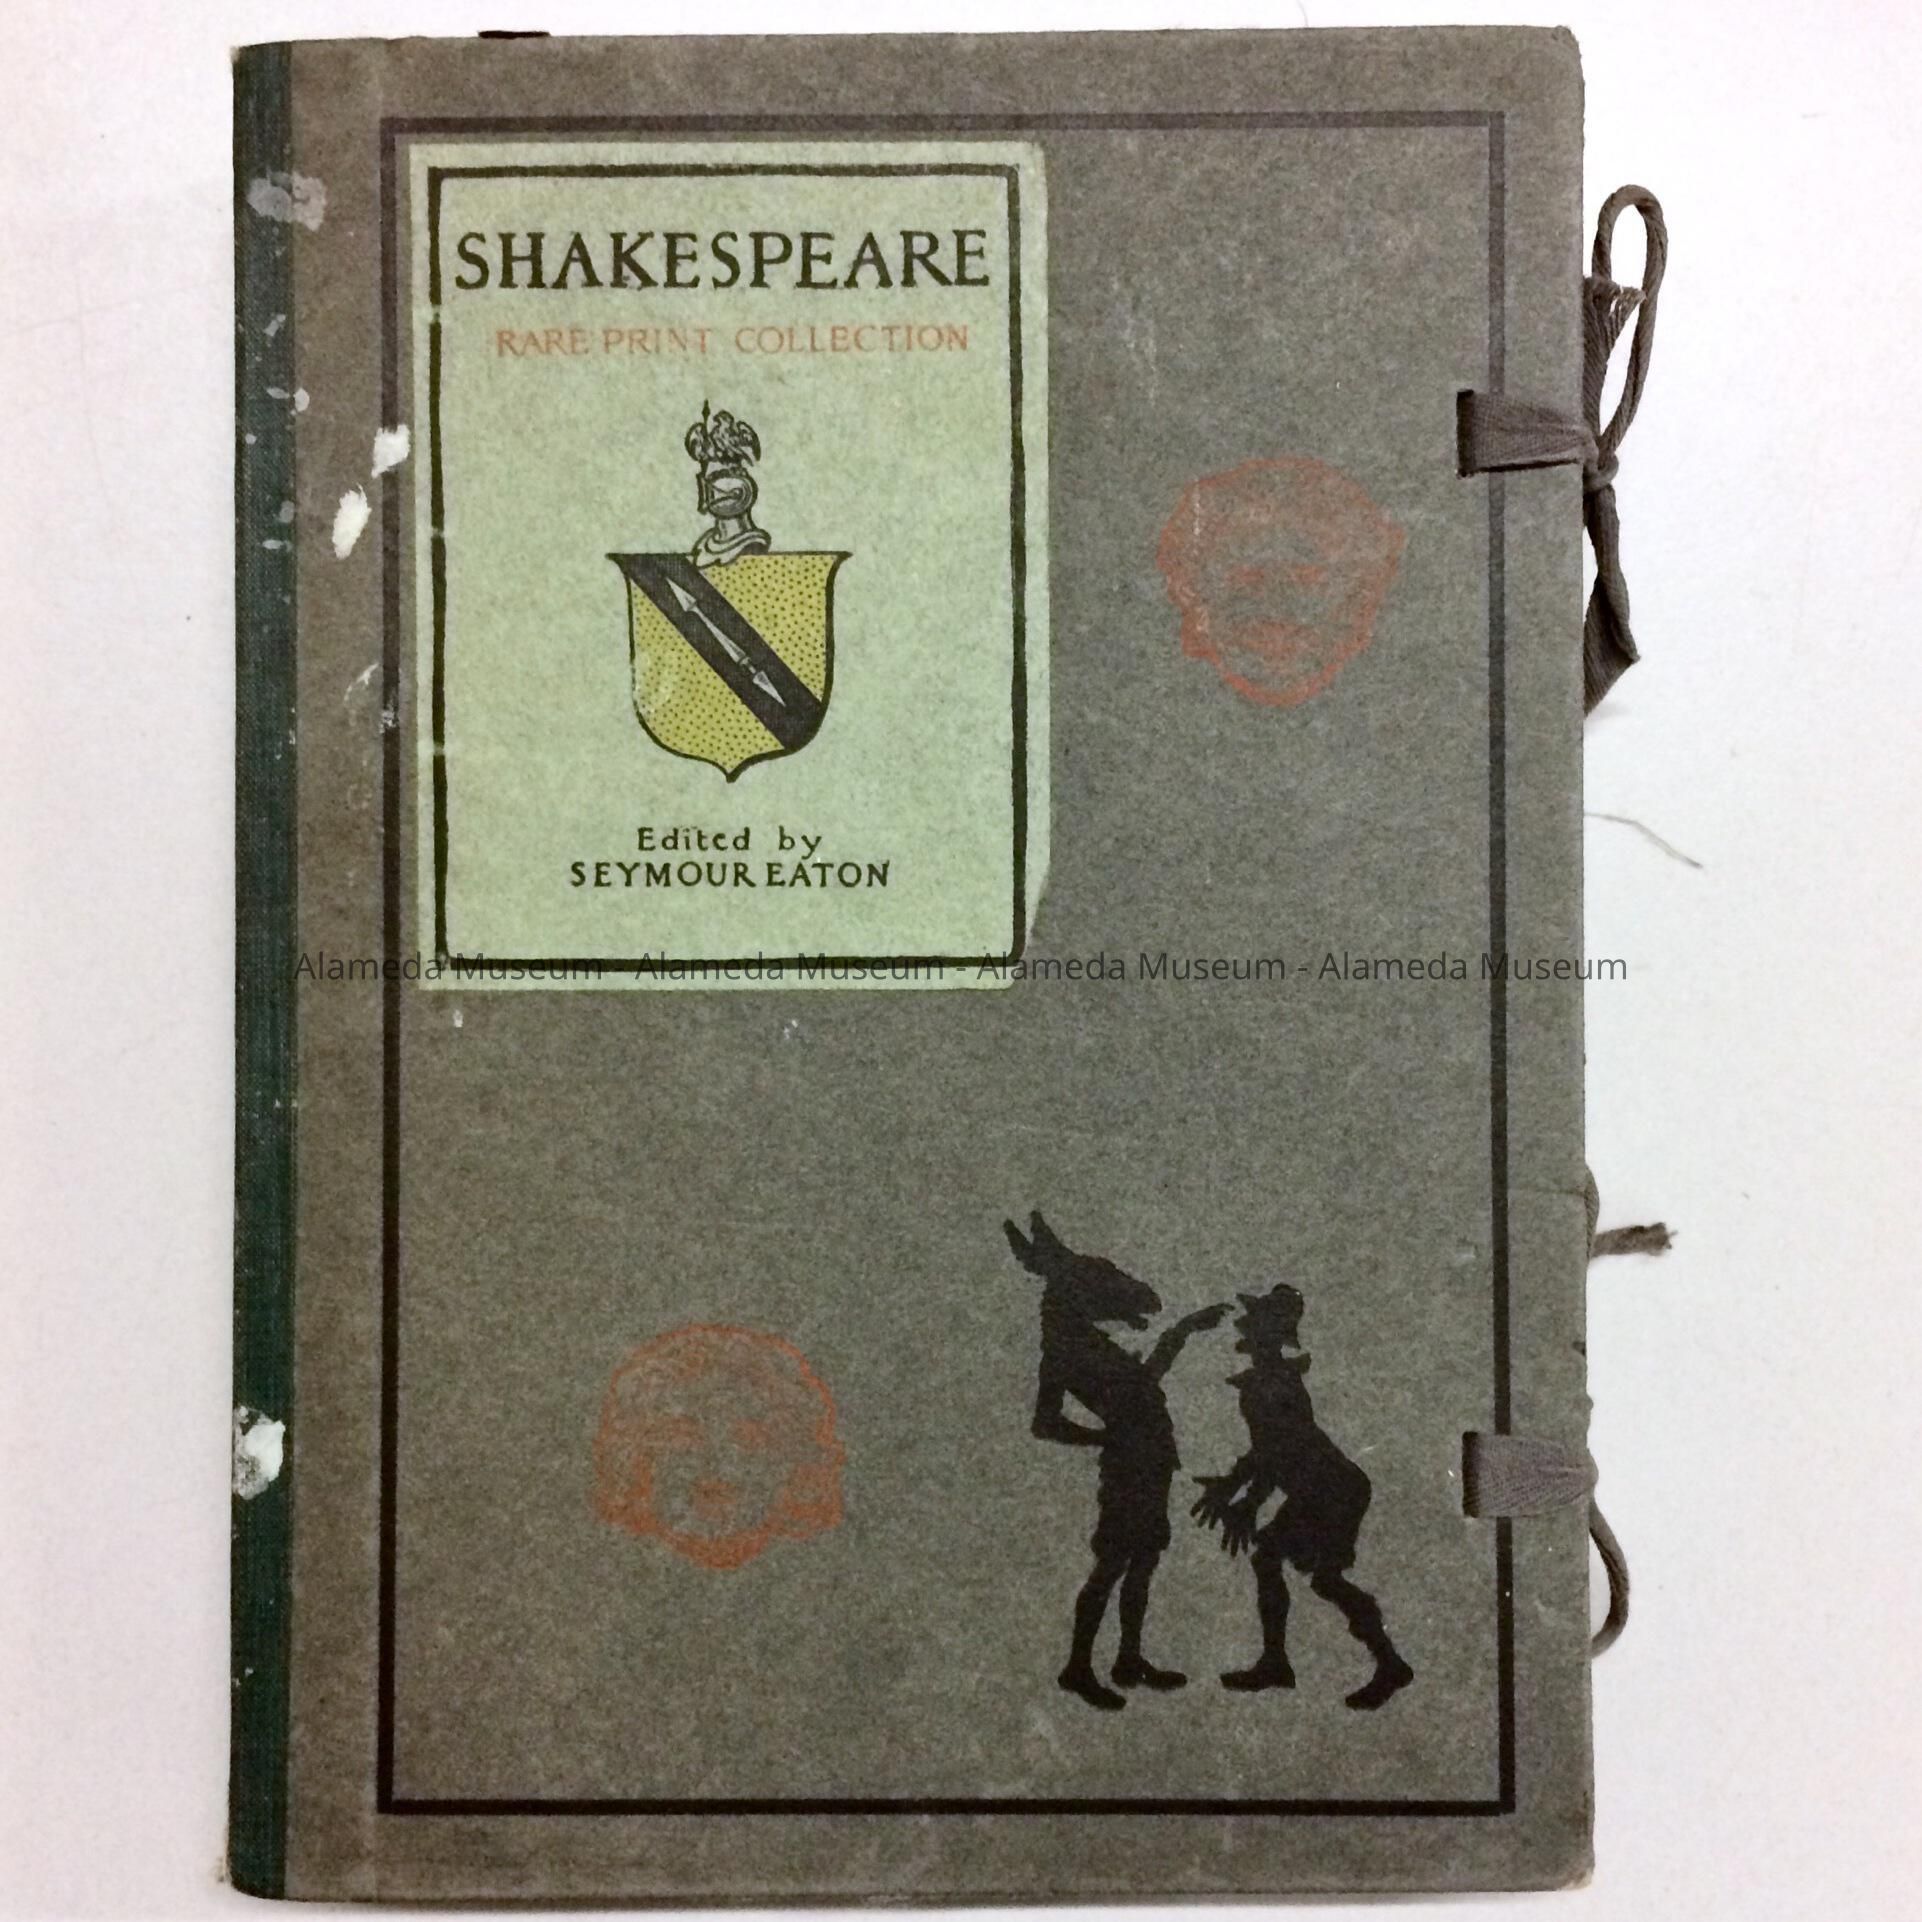 SHAKESPEARE
RARE PRINT COLLECTION
Edited by
SEYMOUR EATON
Alameda Museum - Alameda Museum - Alameda Museum - Alameda Museum